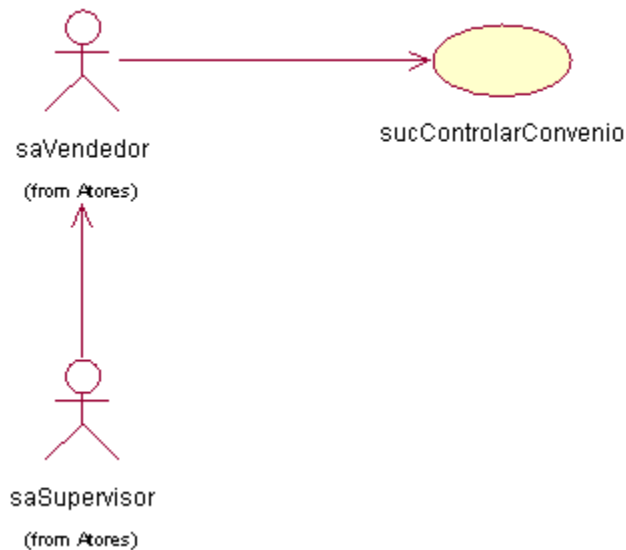 saVendedor
(from Atores)
sucControlarConvenio
saSupervisor
(from Atores)